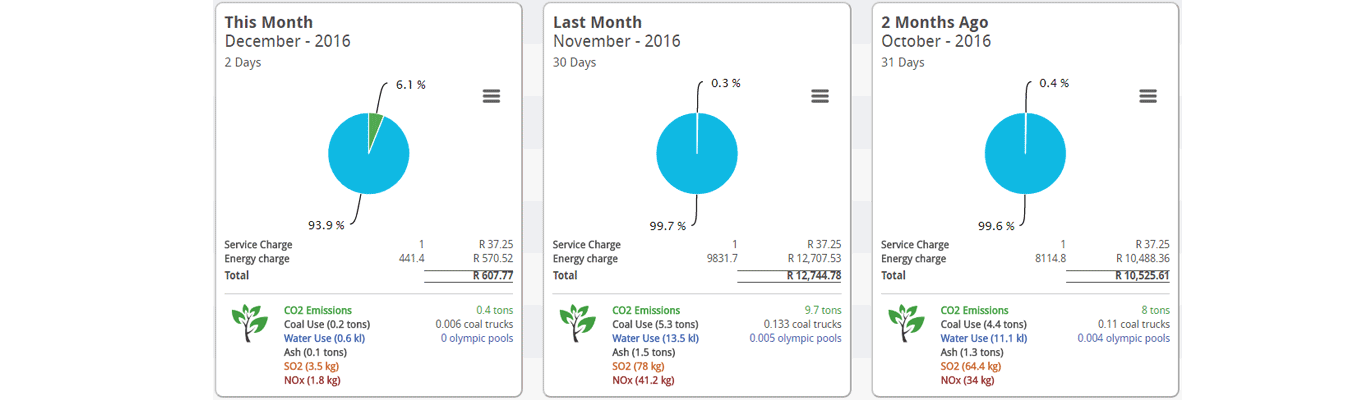 This Month
December - 2016
2 Days
6.1 %
93.9 %
Service Charge 1 R 37.25
Energy charge 441.4 R 570.52
Total R 607.77
CO2 Emissions 0.4 tons
Coal Use (0.2 tons) 0.006 coal trucks
Water Use (0.6 kl) 0 olympic pools
Ash (0.1 tons)
SO2 (3.5 kg)
NOx (1.8 kg)
Last Month
November - 2016
30 Days
0.3 %
99.7 %
Service Charge 1 R 37.25
Energy charge 9831.7 R 12,707.53
Total R 12,744.78
CO2 Emissions 9.7 tons
Coal Use (5.3 tons) 0.133 coal trucks
Water Use (13.5 kl) 0.005 olympic pools
Ash (1.5 tons)
SO2 (78 kg)
NOx (41.2 kg)
2 Months Ago
October - 2016
31 Days
0.4 %
99.6 %
Service Charge 1 R 37.25
Energy charge 8114.8 R 10,488.36
Total R 10,525.61
CO2 Emissions 8 tons
Coal Use (4.4 tons) 0.11 coal trucks
Water Use (11.1 kl) 0.004 olympic pools
Ash (1.3 tons)
SO2 (64.4 kg)
NOx (34 kg)